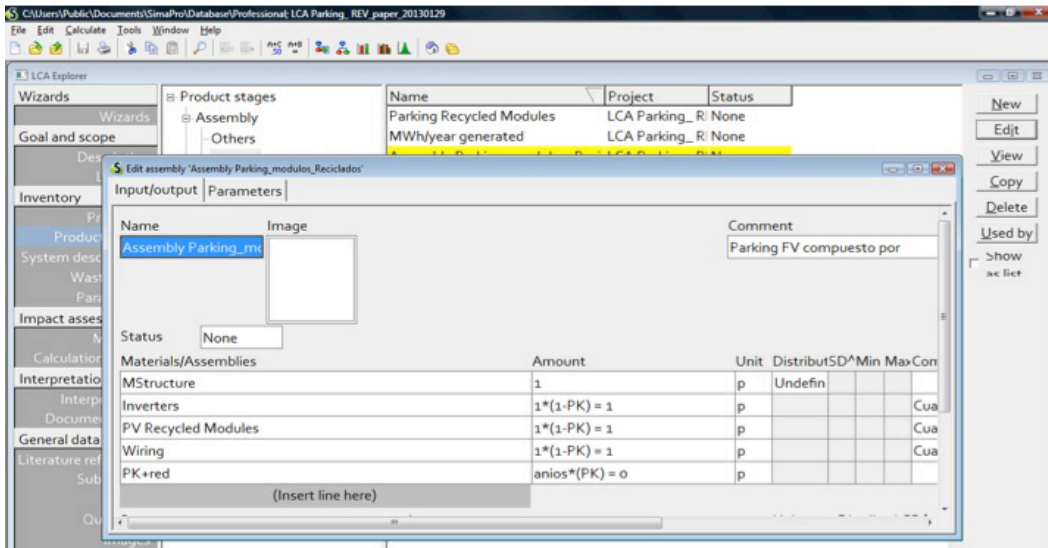 C:\Users\Public\Documents\SimaPro\Database\Professional; LCA Parking_ REV_paper_20130129
File Edit Calculate Tools Window Help
LCA Explorer
Wizards
Wizards
Goal and scope
Inventory
Impact asses
Interpretatio
General data
Product stages
Assembly
Others
Name Project Status
Parking Recycled Modules LCA Parking_ R None
MWh/year generated LCA Parking_ R None
New
Edit
View
Copy
Delete
Used by
Show
as list
Edit assembly 'Assembly Parking_modulos_Reciclados'
Input/output Parameters
Name Image Comment
Assembly Parking_mo Parking FV compuesto por
Status None
Materials/Assemblies Amount Unit Distribut SD^ Min Max Com
MStructure 1 p Undefin
Inverters 1*(1-PK) = 1 p Cua
PV Recycled Modules 1*(1-PK) = 1 p Cua
Wiring 1*(1-PK) = 1 p Cua
PK+red anios*(PK) = 0 p
(Insert line here)